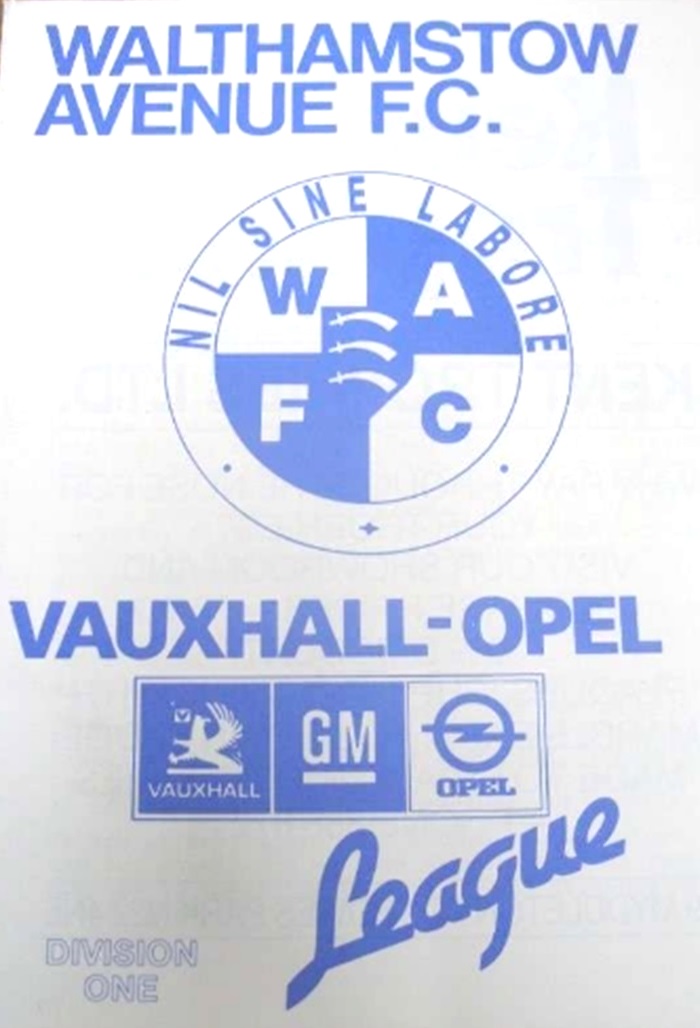 WALTHAMSTOW
AVENUE F.C.
NIL SINE LABORE
W A
F C
VAUXHALL-OPEL
VAUXHALL
GM
OPEL
League
DIVISION
ONE